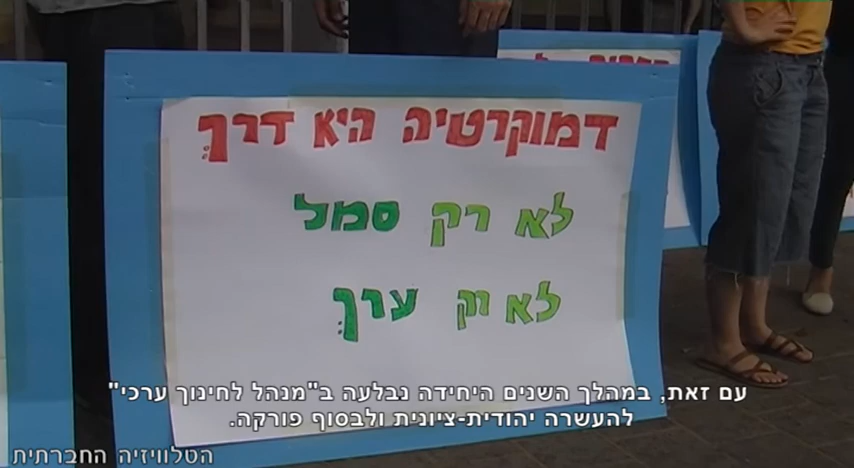 דמוקרטיה היא דרך
לא רק סמל
לא רק ערך
עם זאת, במהלך השנים היחידה נבלעה ב"מנהל לחינוך ערכי"
להעשרה יהודית-ציונית ולבסוף פורקה.
הטלוויזיה החברתית